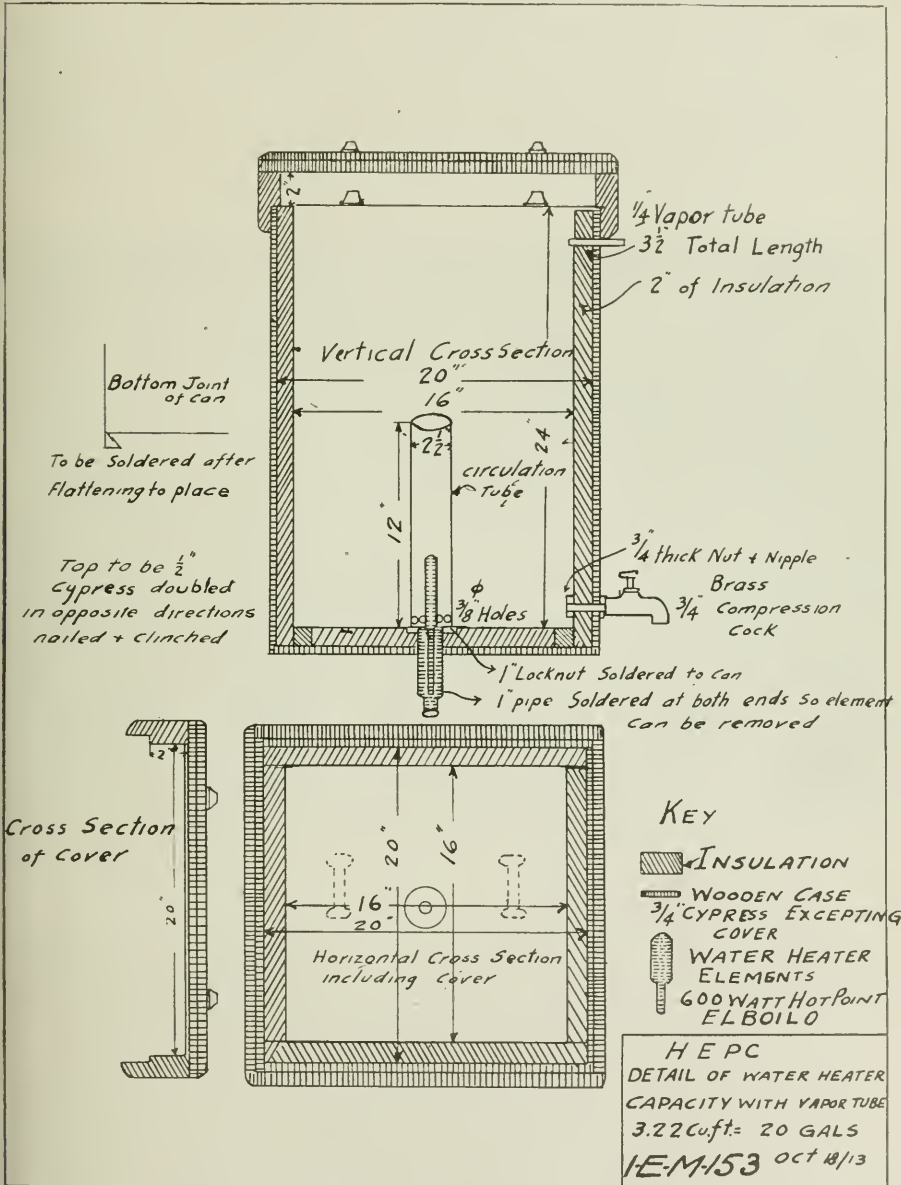 2"
1/4" Vapor tube
3 1/2" Total Length
2" of Insulation
Vertical Cross Section
20"
16"
Bottom Joint
of Can
To be Soldered after
Flattening to place
2 1/2"
24"
12"
circulation
Tube
3/4" thick Nut + Nipple
Brass
3/4" Compression
Cock
Top to be 1/2"
Cypress doubled
in opposite directions
nailed + Clinched
φ
3/8" Holes
1" Locknut Soldered to can
1" pipe Soldered at both ends so element
can be removed
2"
Cross Section
of Cover
20"
20"
16"
16"
20"
Horizontal Cross Section
including Cover
KEY
INSULATION
WOODEN CASE
3/4" CYPRESS EXCEPTING
COVER
WATER HEATER
ELEMENTS
600 WATT HOTPOINT
ELBOILO
HEPC
DETAIL OF WATER HEATER
CAPACITY WITH VAPOR TUBE
3.22 Cu.ft. = 20 GALS
1-E-M-153 OCT 18/13